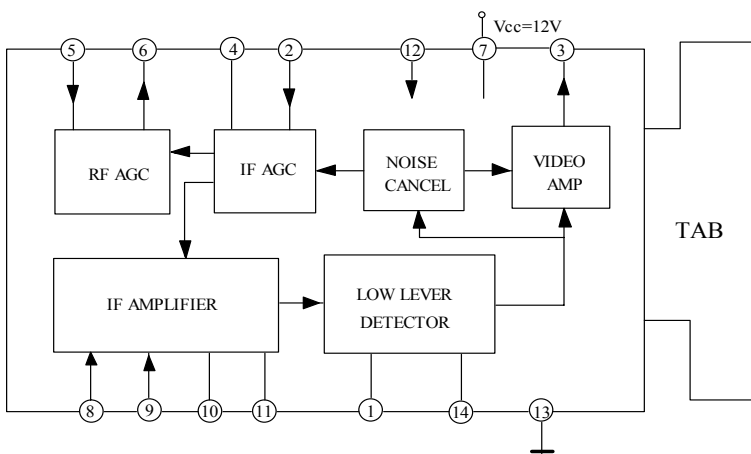 Vcc=12V
5 6 4 2 12 7 3
RF AGC
IF AGC
NOISE
CANCEL
VIDEO
AMP
TAB
IF AMPLIFIER
LOW LEVER
DETECTOR
8 9 10 11 1 14 13